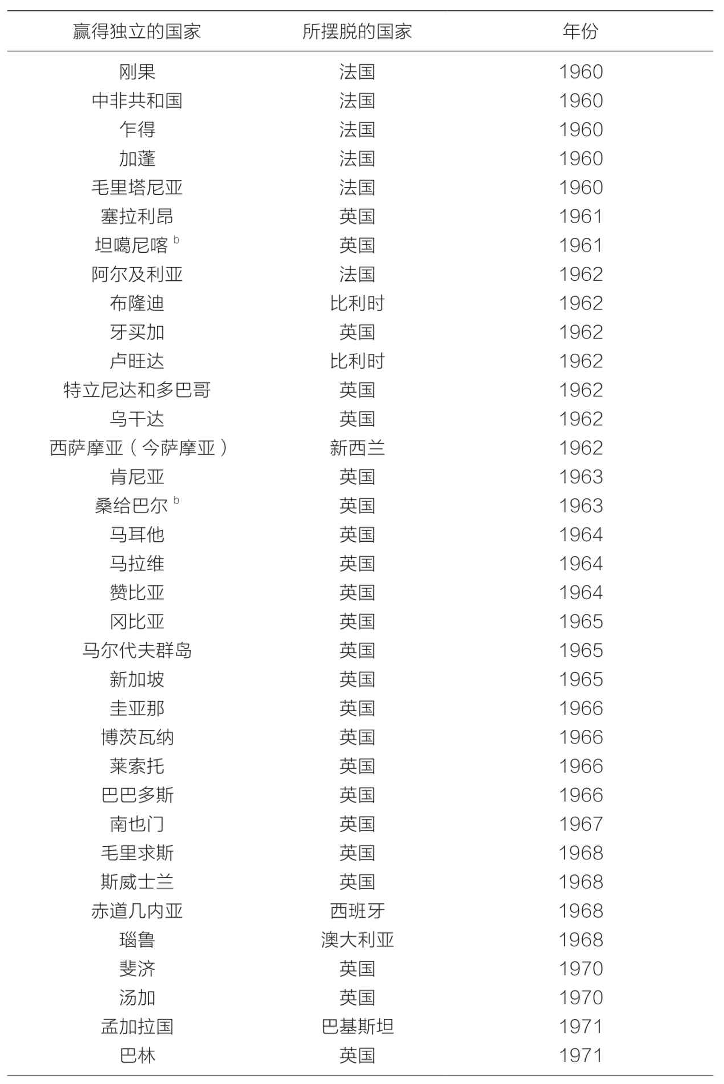 赢得独立的国家 所摆脱的国家 年份
刚果 法国 1960
中非共和国 法国 1960
乍得 法国 1960
加蓬 法国 1960
毛里塔尼亚 法国 1960
塞拉利昂 英国 1961
坦噶尼喀 b 英国 1961
阿尔及利亚 法国 1962
布隆迪 比利时 1962
牙买加 英国 1962
卢旺达 比利时 1962
特立尼达和多巴哥 英国 1962
乌干达 英国 1962
西萨摩亚（今萨摩亚） 新西兰 1962
肯尼亚 英国 1963
桑给巴尔 b 英国 1963
马耳他 英国 1964
马拉维 英国 1964
赞比亚 英国 1964
冈比亚 英国 1965
马尔代夫群岛 英国 1965
新加坡 英国 1965
圭亚那 英国 1966
博茨瓦纳 英国 1966
莱索托 英国 1966
巴巴多斯 英国 1966
南也门 英国 1967
毛里求斯 英国 1968
斯威士兰 英国 1968
赤道几内亚 西班牙 1968
瑙鲁 澳大利亚 1968
斐济 英国 1970
汤加 英国 1970
孟加拉国 巴基斯坦 1971
巴林 英国 1971